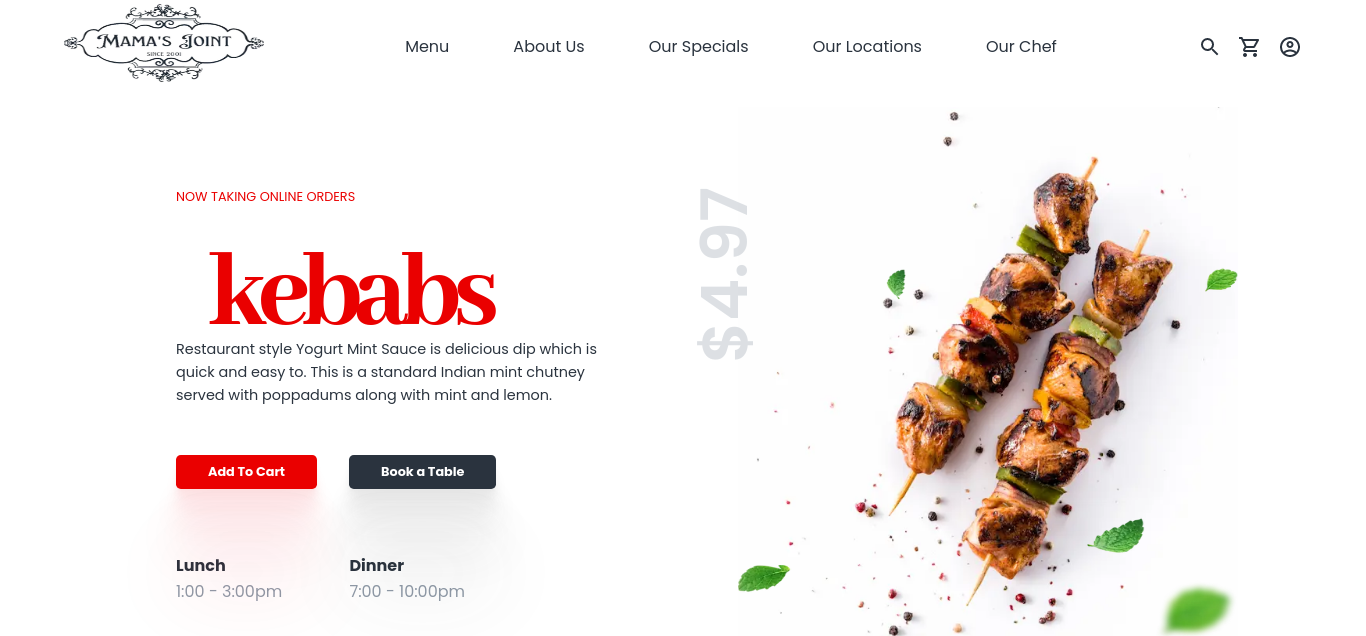 MAMA'S JOINT
SINCE 2001
Menu
About Us
Our Specials
Our Locations
Our Chef
NOW TAKING ONLINE ORDERS
kebabs
Restaurant style Yogurt Mint Sauce is delicious dip which is
quick and easy to. This is a standard Indian mint chutney
served with poppadums along with mint and lemon.
Add To Cart
Book a Table
Lunch
1:00 - 3:00pm
Dinner
7:00 - 10:00pm
$4.97